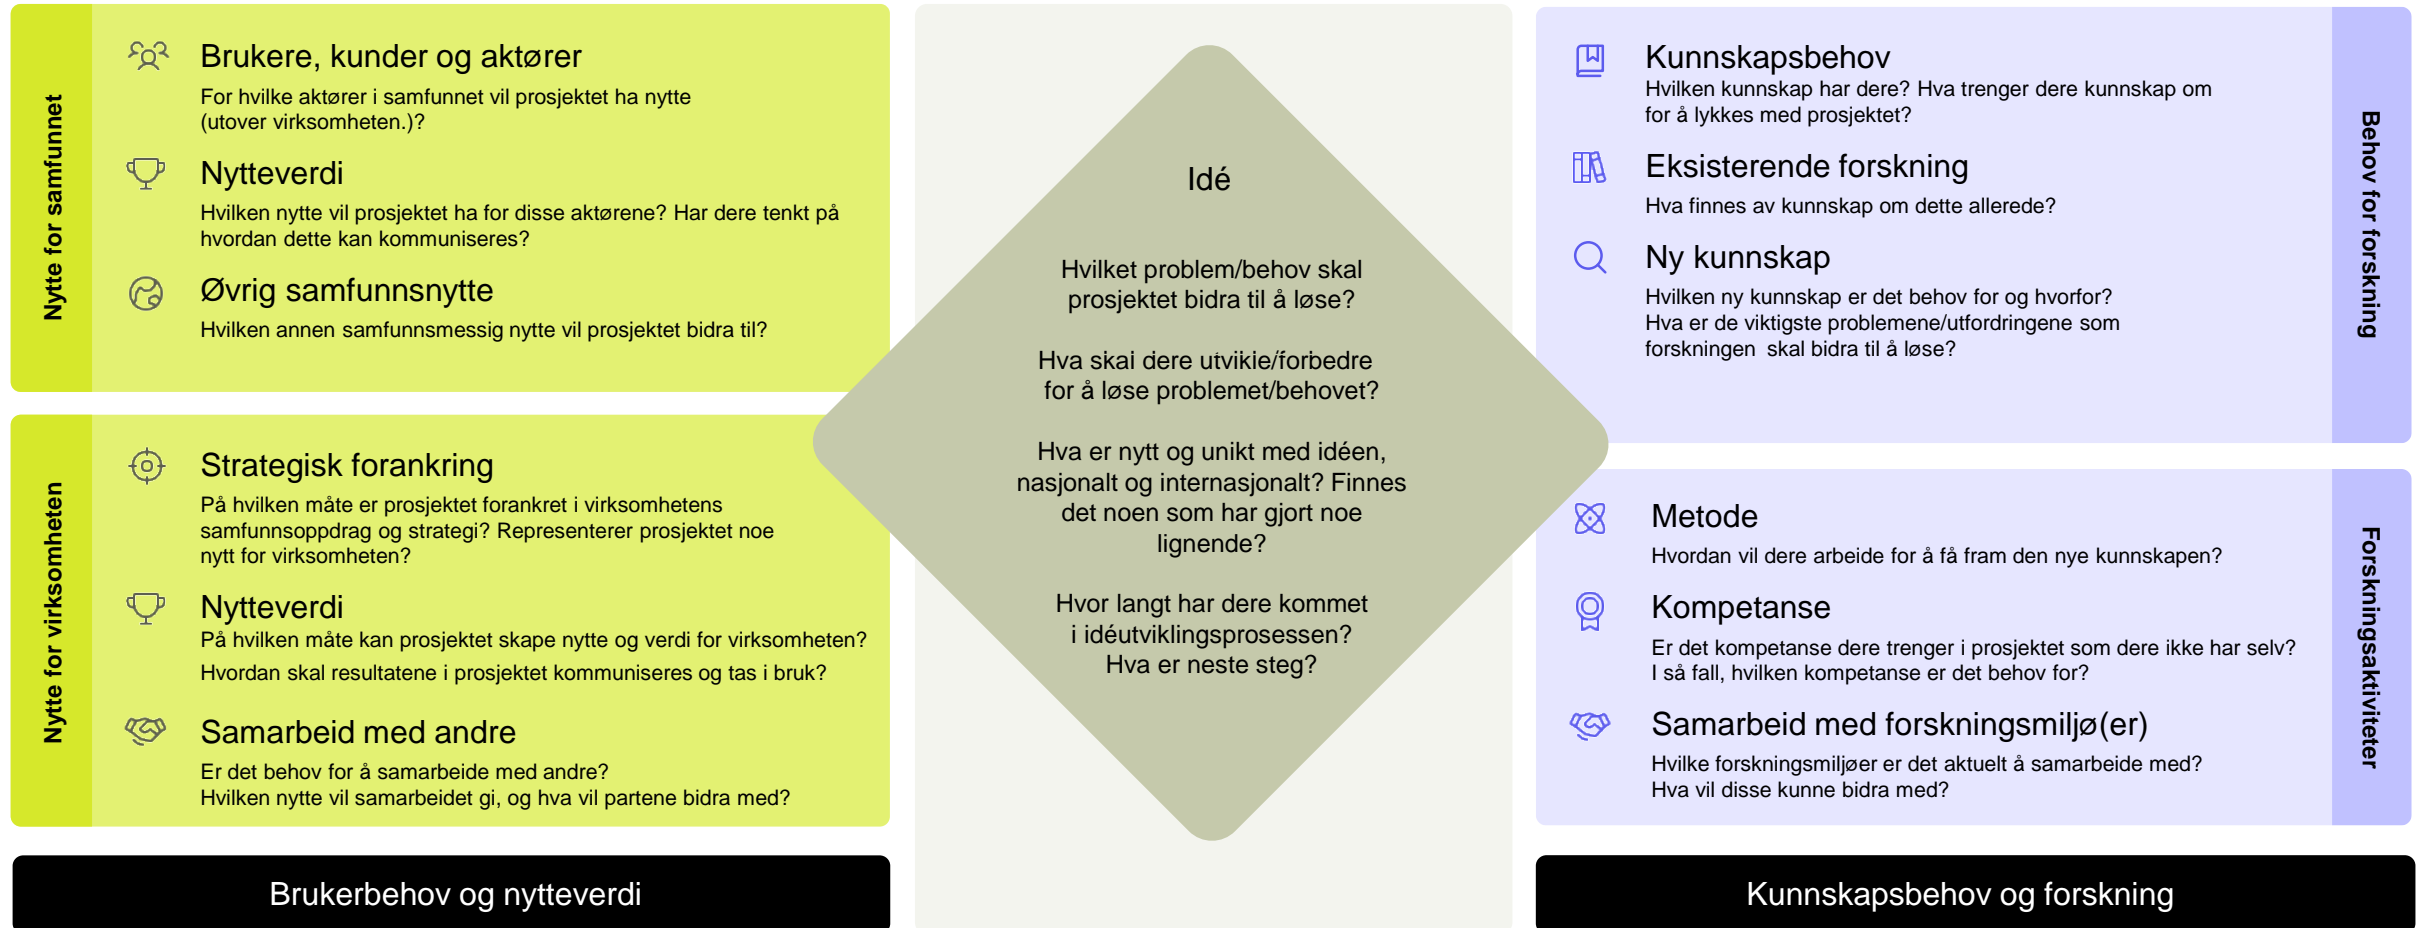 Nytte for samfunnet
Brukere, kunder og aktører
For hvilke aktører i samfunnet vil prosjektet ha nytte
(utover virksomheten.)?
Nytteverdi
Hvilken nytte vil prosjektet ha for disse aktørene? Har dere tenkt på
hvordan dette kan kommuniseres?
Øvrig samfunnsnytte
Hvilken annen samfunnsmessig nytte vil prosjektet bidra til?
Nytte for virksomheten
Strategisk forankring
På hvilken måte er prosjektet forankret i virksomhetens
samfunnsoppdrag og strategi? Representerer prosjektet noe
nytt for virksomheten?
Nytteverdi
På hvilken måte kan prosjektet skape nytte og verdi for virksomheten?
Hvordan skal resultatene i prosjektet kommuniseres og tas i bruk?
Samarbeid med andre
Er det behov for å samarbeide med andre?
Hvilken nytte vil samarbeidet gi, og hva vil partene bidra med?
Brukerbehov og nytteverdi
Idé
Hvilket problem/behov skal
prosjektet bidra til å løse?
Hva skal dere utvikle/forbedre
for å løse problemet/behovet?
Hva er nytt og unikt med idéen,
nasjonalt og internasjonalt? Finnes
det noen som har gjort noe
lignende?
Hvor langt har dere kommet
i idéutviklingsprosessen?
Hva er neste steg?
Kunnskapsbehov
Hvilken kunnskap har dere? Hva trenger dere kunnskap om
for å lykkes med prosjektet?
Eksisterende forskning
Hva finnes av kunnskap om dette allerede?
Ny kunnskap
Hvilken ny kunnskap er det behov for og hvorfor?
Hva er de viktigste problemene/utfordringene som
forskningen skal bidra til å løse?
Behov for forskning
Metode
Hvordan vil dere arbeide for å få fram den nye kunnskapen?
Kompetanse
Er det kompetanse dere trenger i prosjektet som dere ikke har selv?
I så fall, hvilken kompetanse er det behov for?
Samarbeid med forskningsmiljø(er)
Hvilke forskningsmiljøer er det aktuelt å samarbeide med?
Hva vil disse kunne bidra med?
Forskningsaktiviteter
Kunnskapsbehov og forskning